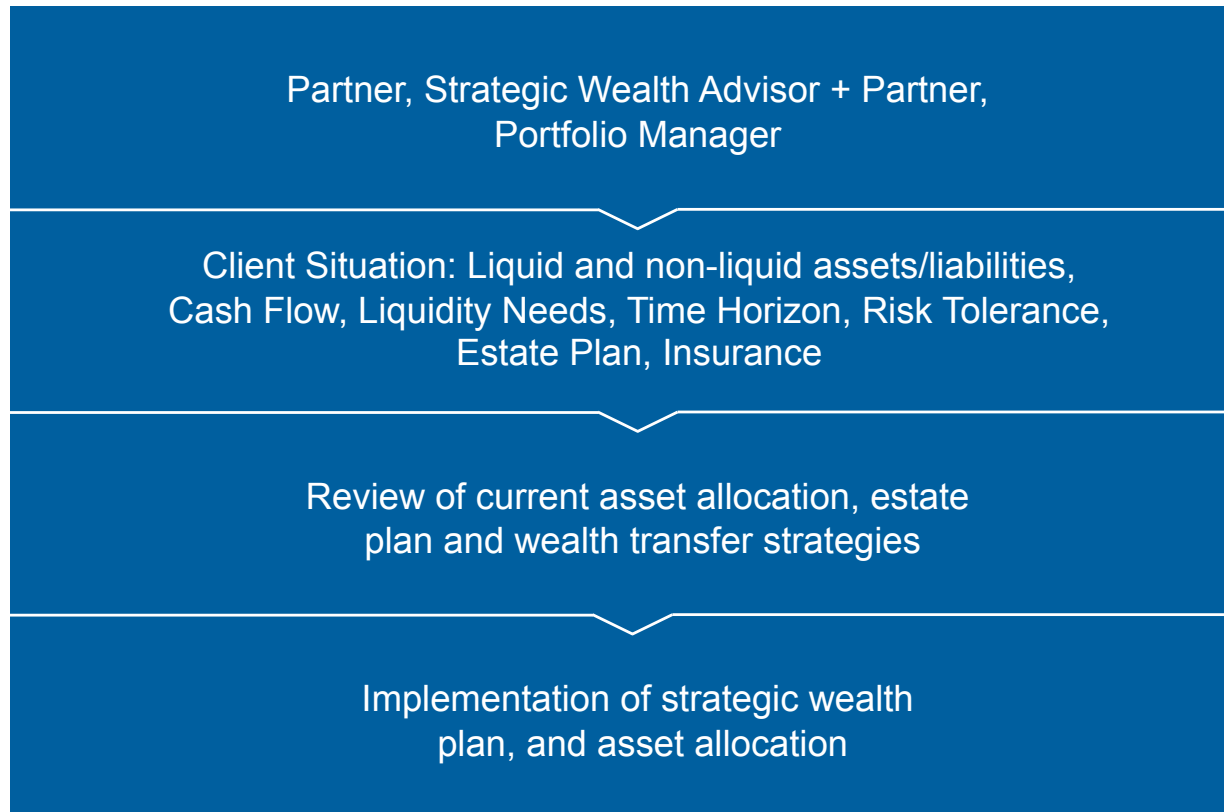 Partner, Strategic Wealth Advisor + Partner,
Portfolio Manager
Client Situation: Liquid and non-liquid assets/liabilities,
Cash Flow, Liquidity Needs, Time Horizon, Risk Tolerance,
Estate Plan, Insurance
Review of current asset allocation, estate
plan and wealth transfer strategies
Implementation of strategic wealth
plan, and asset allocation